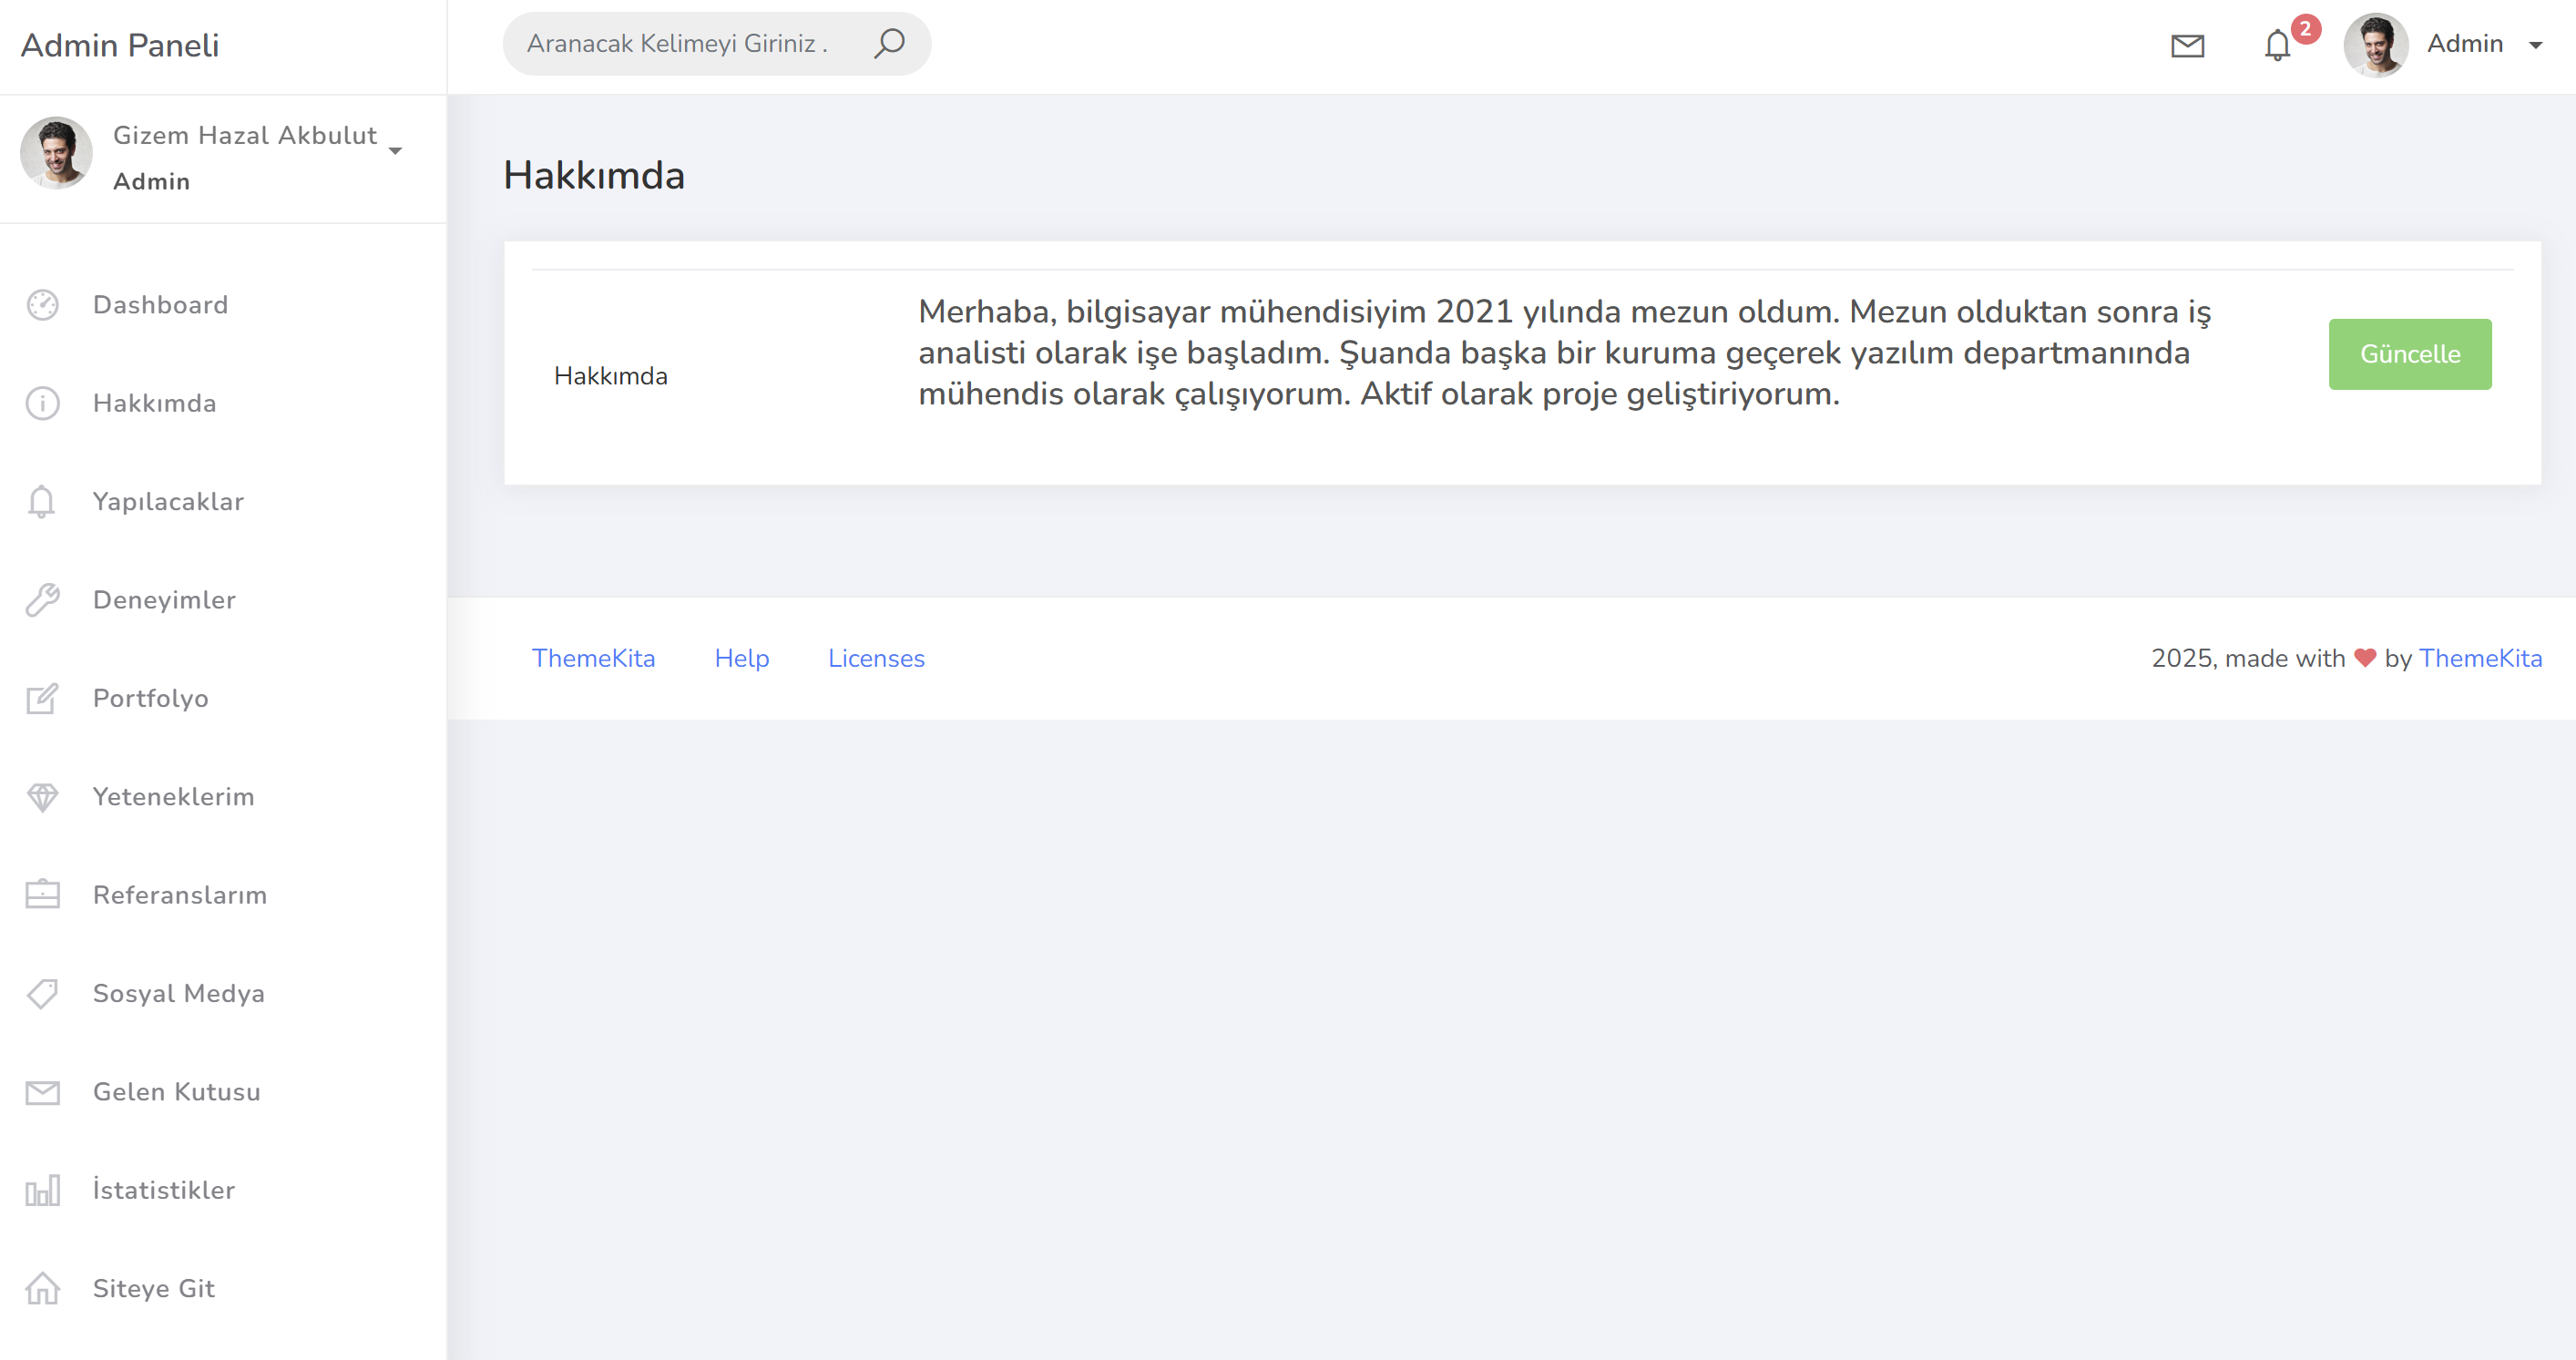 Admin Paneli
Aranacak Kelimeyi Giriniz .
2
Admin
Gizem Hazal Akbulut
Admin
Dashboard
Hakkımda
Yapılacaklar
Deneyimler
Portfolyo
Yeteneklerim
Referanslarım
Sosyal Medya
Gelen Kutusu
İstatistikler
Siteye Git
Hakkımda
Hakkımda
Merhaba, bilgisayar mühendisiyim 2021 yılında mezun oldum. Mezun olduktan sonra iş
analisti olarak işe başladım. Şuanda başka bir kuruma geçerek yazılım departmanında
mühendis olarak çalışıyorum. Aktif olarak proje geliştiriyorum.
Güncelle
ThemeKita Help Licenses
2025, made with ❤ by ThemeKita